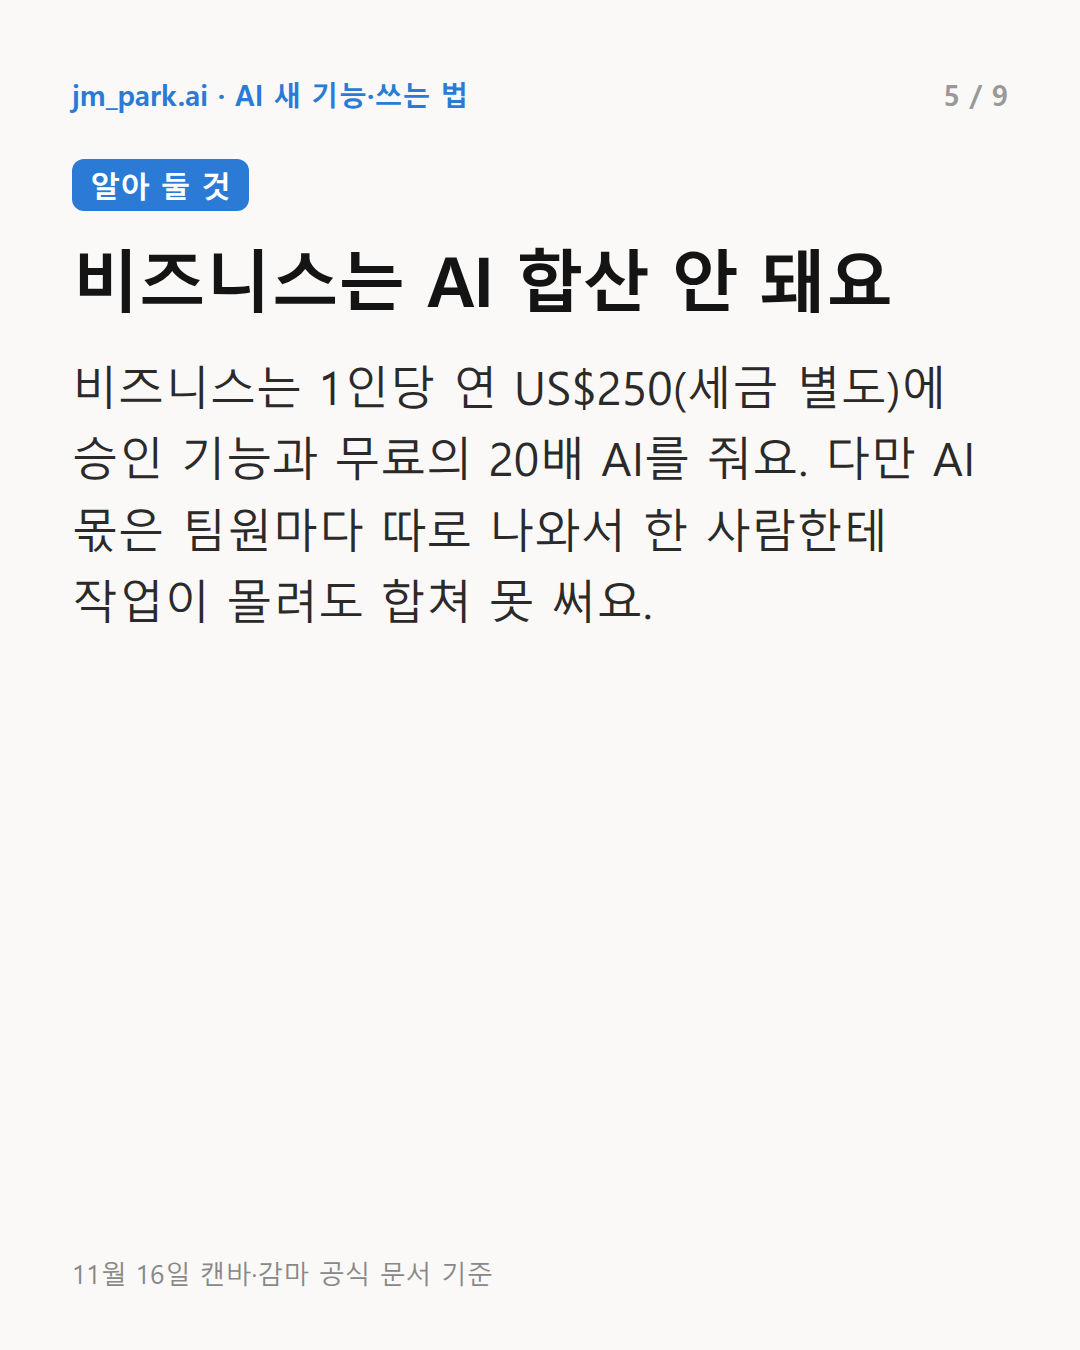 jm_park.ai · AI 새 기능·쓰는 법
5 / 9
알아 둘 것
비즈니스는 AI 합산 안 돼요
비즈니스는 1인당 연 US$250(세금 별도)에
승인 기능과 무료의 20배 AI를 줘요. 다만 AI
몫은 팀원마다 따로 나와서 한 사람한테
작업이 몰려도 합쳐 못 써요.
11월 16일 캔바·감마 공식 문서 기준